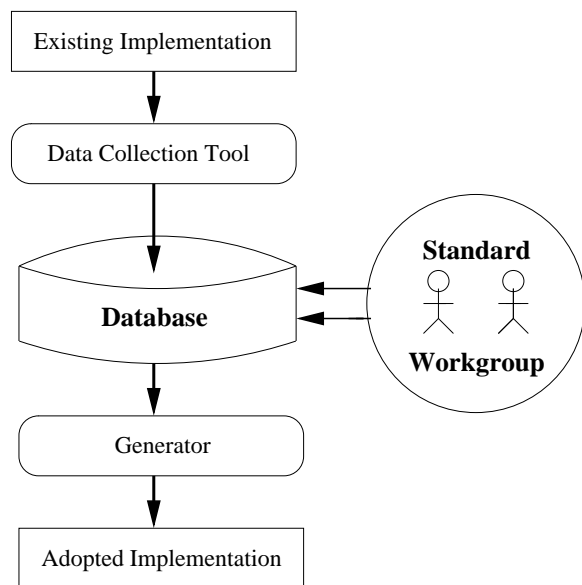 Existing Implementation
Data Collection Tool
Standard
Database
Workgroup
Generator
Adopted Implementation